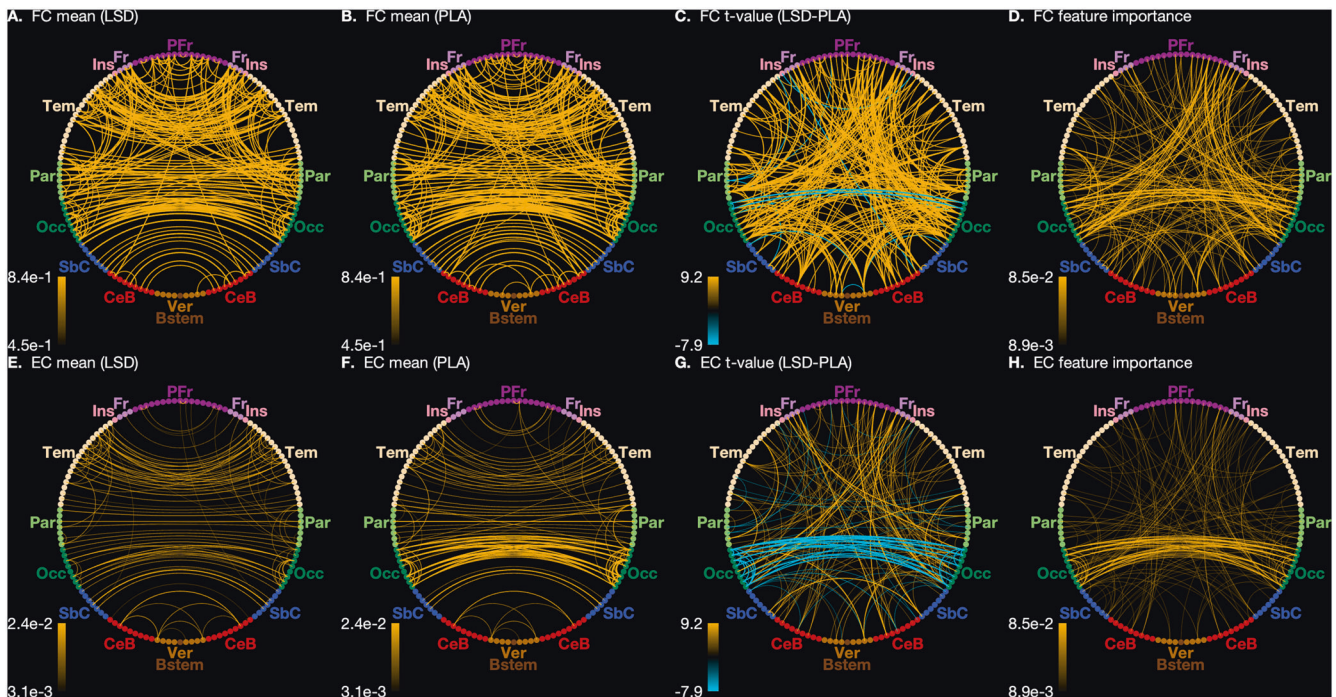 A. FC mean (LSD)
PFr
Fr
Fr
Ins
Ins
Tem
Tem
Par
Par
Occ
Occ
SbC
SbC
CeB
CeB
Ver
Bstem
8.4e-1
4.5e-1
B. FC mean (PLA)
PFr
Fr
Fr
Ins
Ins
Tem
Tem
Par
Par
Occ
Occ
SbC
SbC
CeB
CeB
Ver
Bstem
8.4e-1
4.5e-1
C. FC t-value (LSD-PLA)
PFr
Fr
Fr
Ins
Ins
Tem
Tem
Par
Par
Occ
Occ
SbC
SbC
CeB
CeB
Ver
Bstem
9.2
-7.9
D. FC feature importance
PFr
Fr
Fr
Ins
Ins
Tem
Tem
Par
Par
Occ
Occ
SbC
SbC
CeB
CeB
Ver
Bstem
8.5e-2
8.9e-3
E. EC mean (LSD)
PFr
Fr
Fr
Ins
Ins
Tem
Tem
Par
Par
Occ
Occ
SbC
SbC
CeB
CeB
Ver
Bstem
2.4e-2
3.1e-3
F. EC mean (PLA)
PFr
Fr
Fr
Ins
Ins
Tem
Tem
Par
Par
Occ
Occ
SbC
SbC
CeB
CeB
Ver
Bstem
2.4e-2
3.1e-3
G. EC t-value (LSD-PLA)
PFr
Fr
Fr
Ins
Ins
Tem
Tem
Par
Par
Occ
Occ
SbC
SbC
CeB
CeB
Ver
Bstem
9.2
-7.9
H. EC feature importance
PFr
Fr
Fr
Ins
Ins
Tem
Tem
Par
Par
Occ
Occ
SbC
SbC
CeB
CeB
Ver
Bstem
8.5e-2
8.9e-3